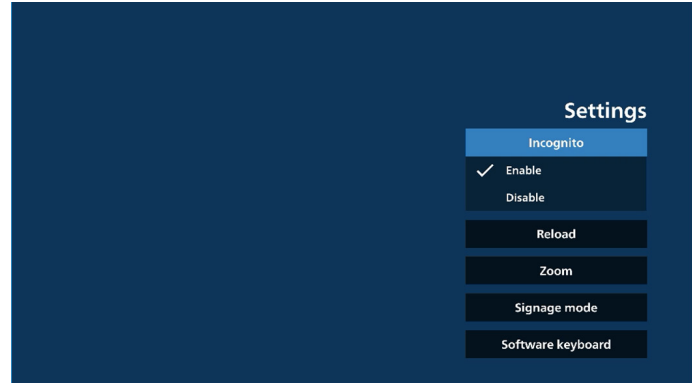 Settings
Incognito
Enable
Disable
Reload
Zoom
Signage mode
Software keyboard